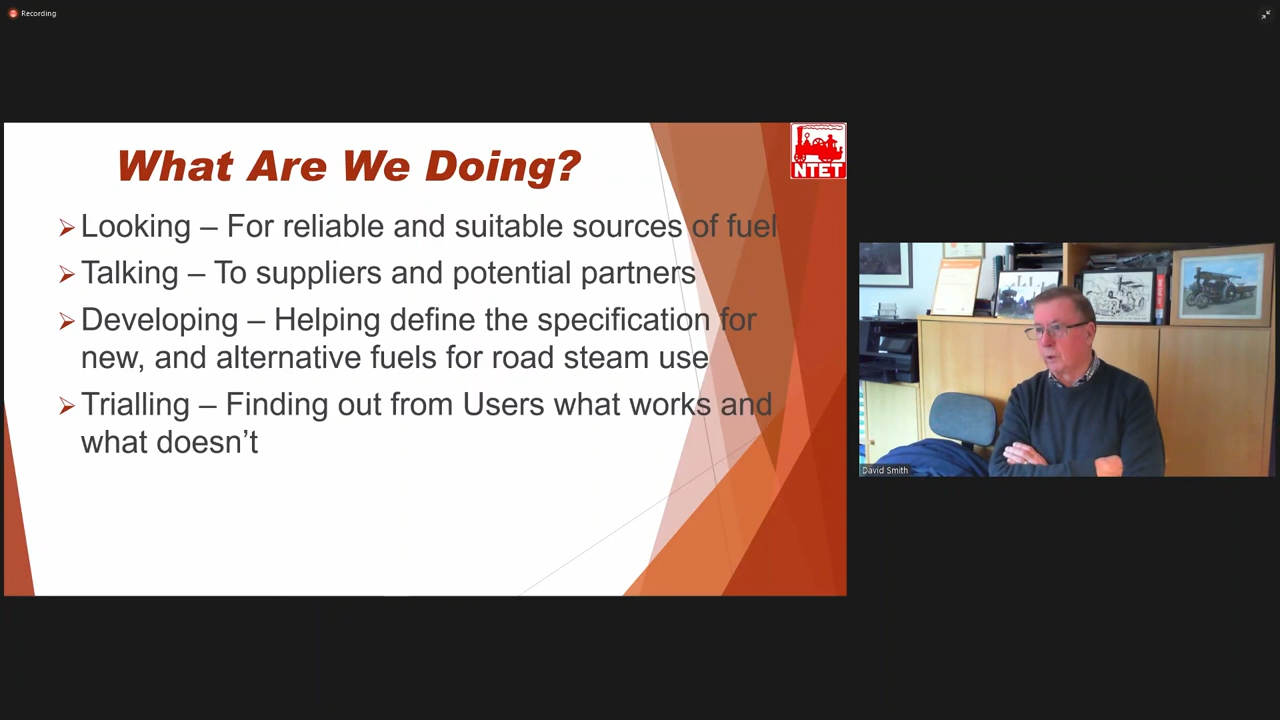 Recording
What Are We Doing?
NTET
Looking – For reliable and suitable sources of fuel
Talking – To suppliers and potential partners
Developing – Helping define the specification for
new, and alternative fuels for road steam use
Trialling – Finding out from Users what works and
what doesn’t
David Smith